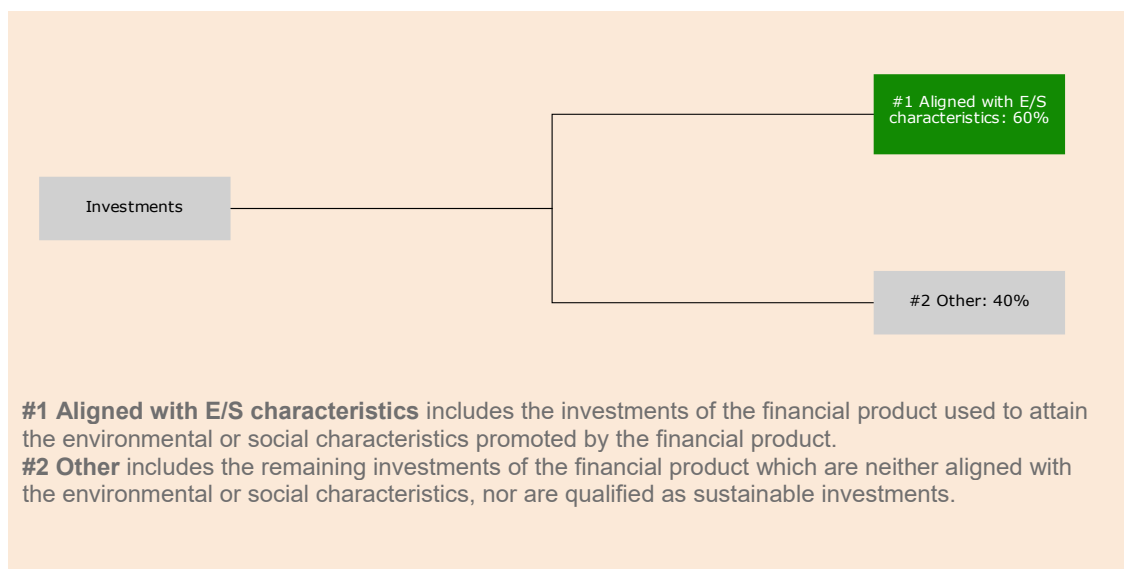 #1 Aligned with E/S
characteristics: 60%
Investments
#2 Other: 40%
#1 Aligned with E/S characteristics includes the investments of the financial product used to attain
the environmental or social characteristics promoted by the financial product.
#2 Other includes the remaining investments of the financial product which are neither aligned with
the environmental or social characteristics, nor are qualified as sustainable investments.